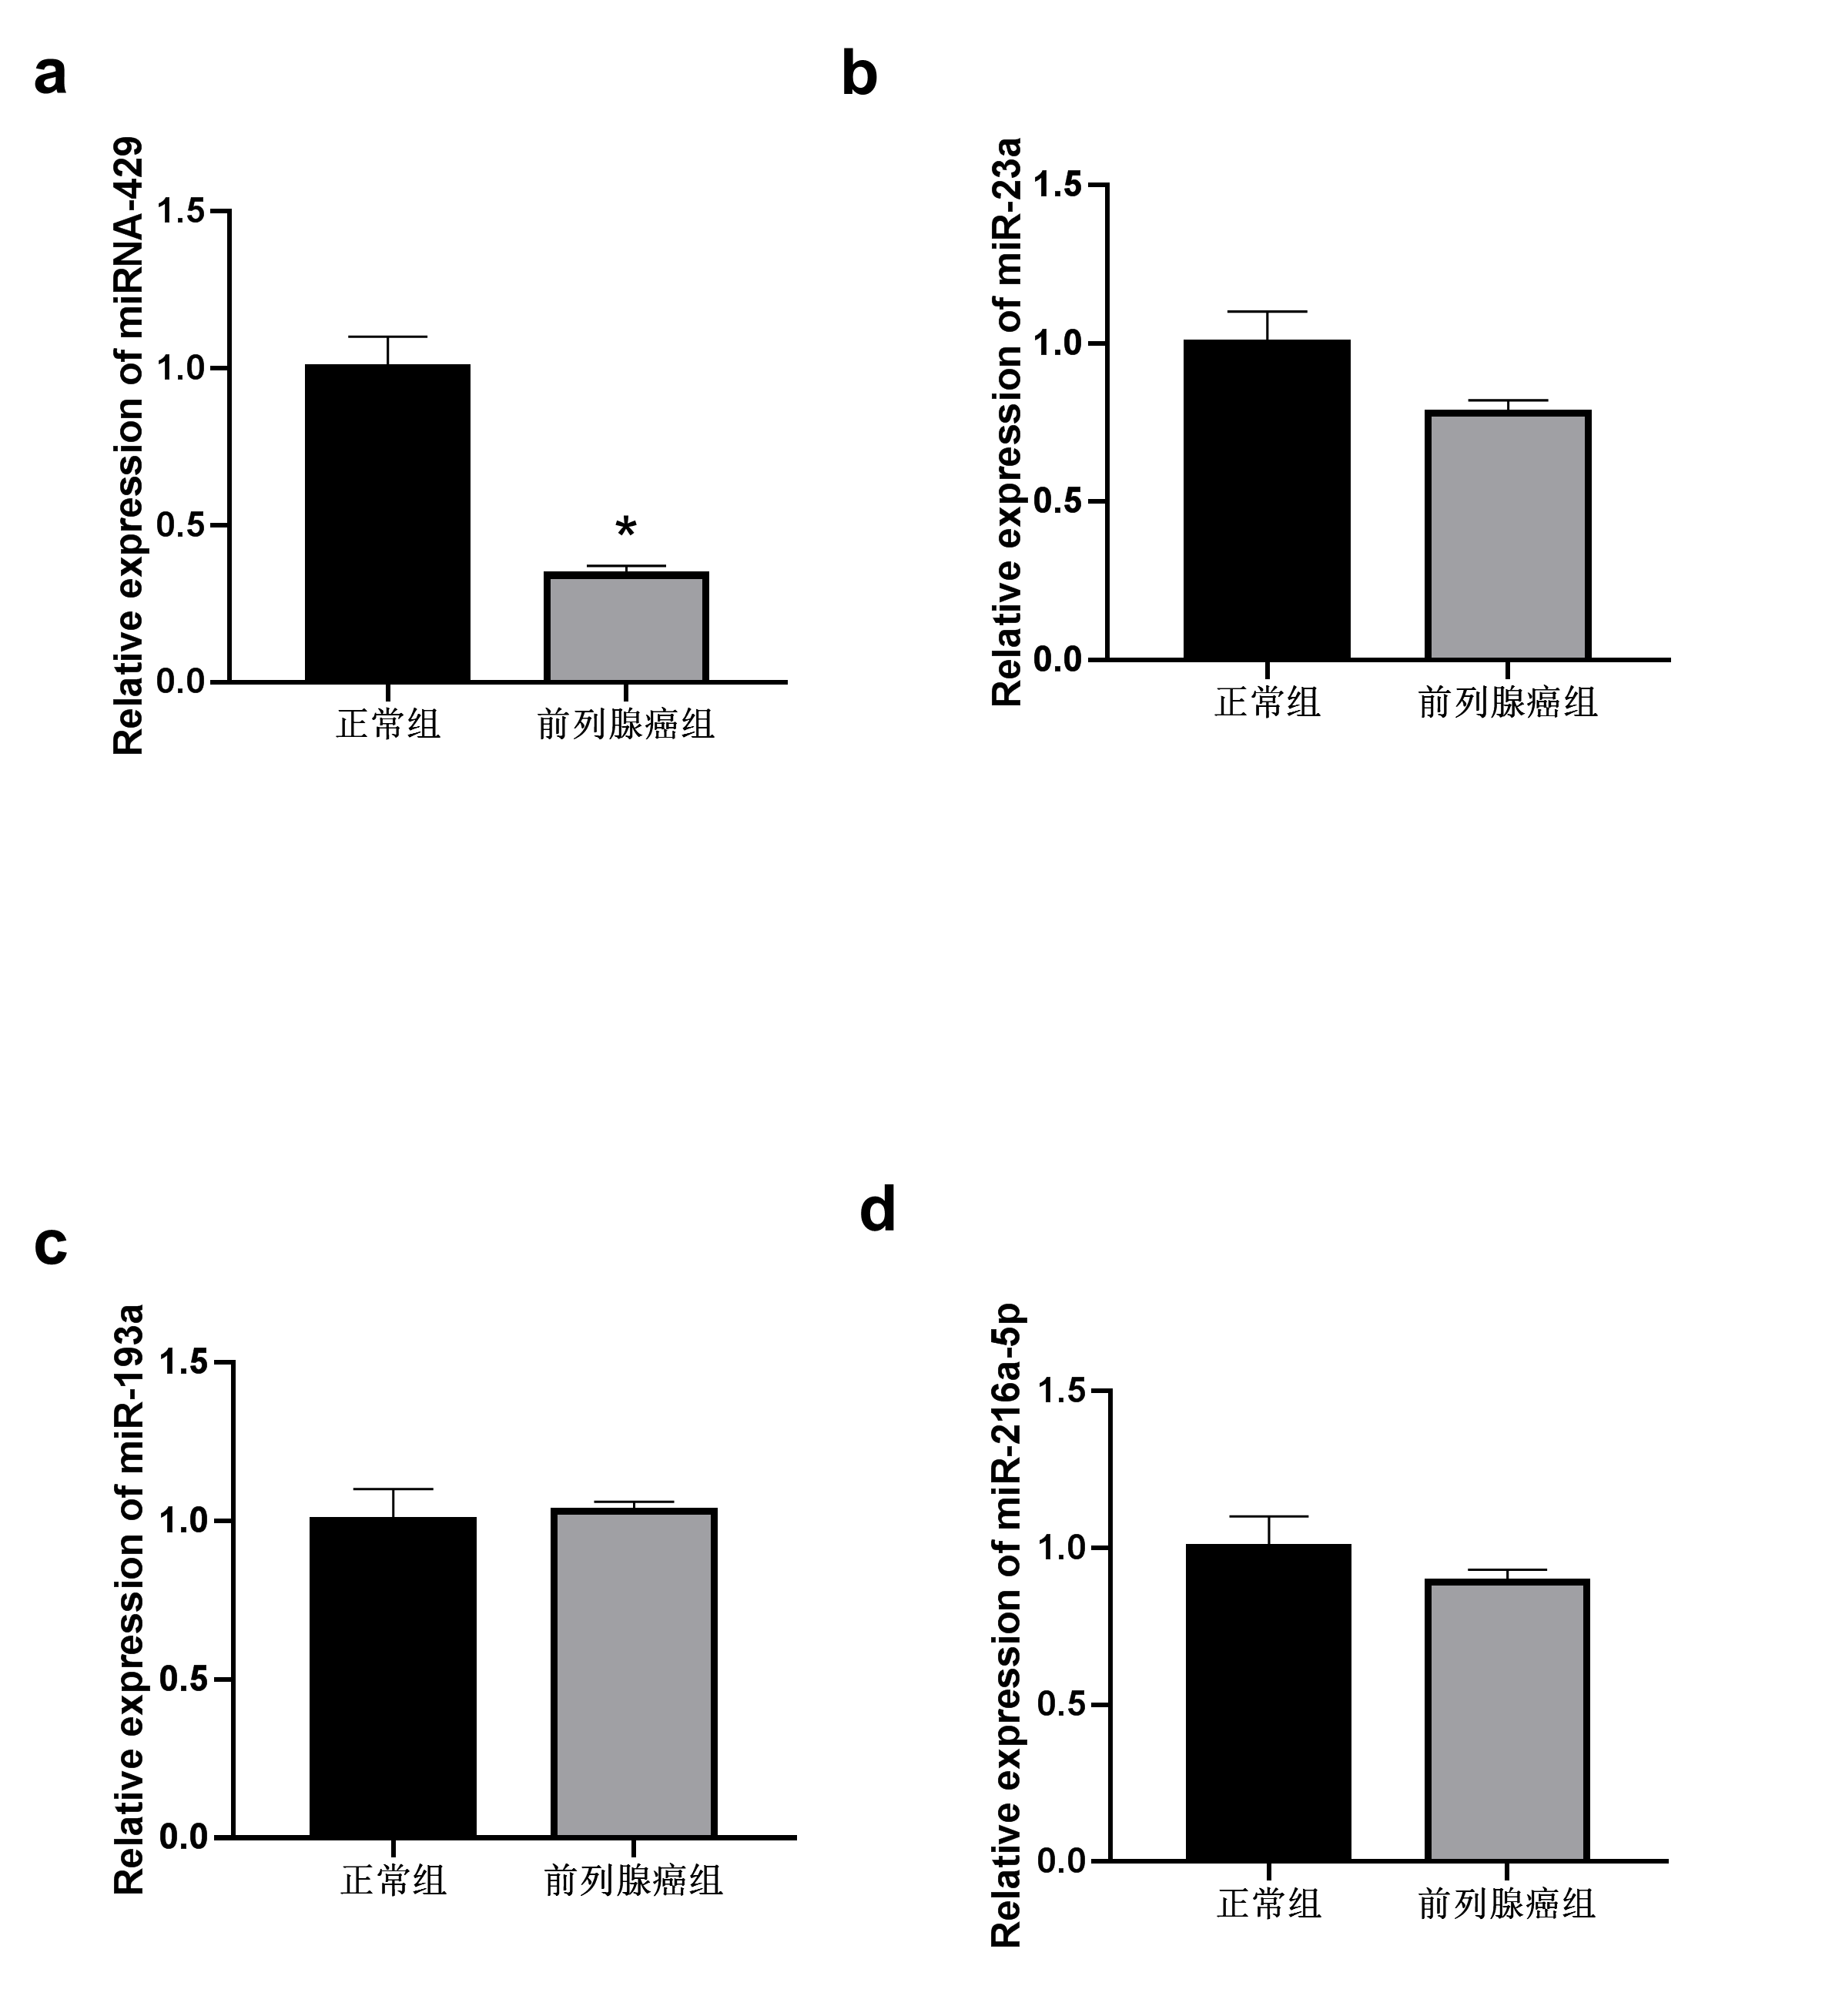 a
Relative expression of miRNA-429
1.5
1.0
0.5
0.0
*
正常组
前列腺癌组
b
Relative expression of miR-23a
1.5
1.0
0.5
0.0
正常组
前列腺癌组
c
Relative expression of miR-193a
1.5
1.0
0.5
0.0
正常组
前列腺癌组
d
Relative expression of miR-216a-5p
1.5
1.0
0.5
0.0
正常组
前列腺癌组